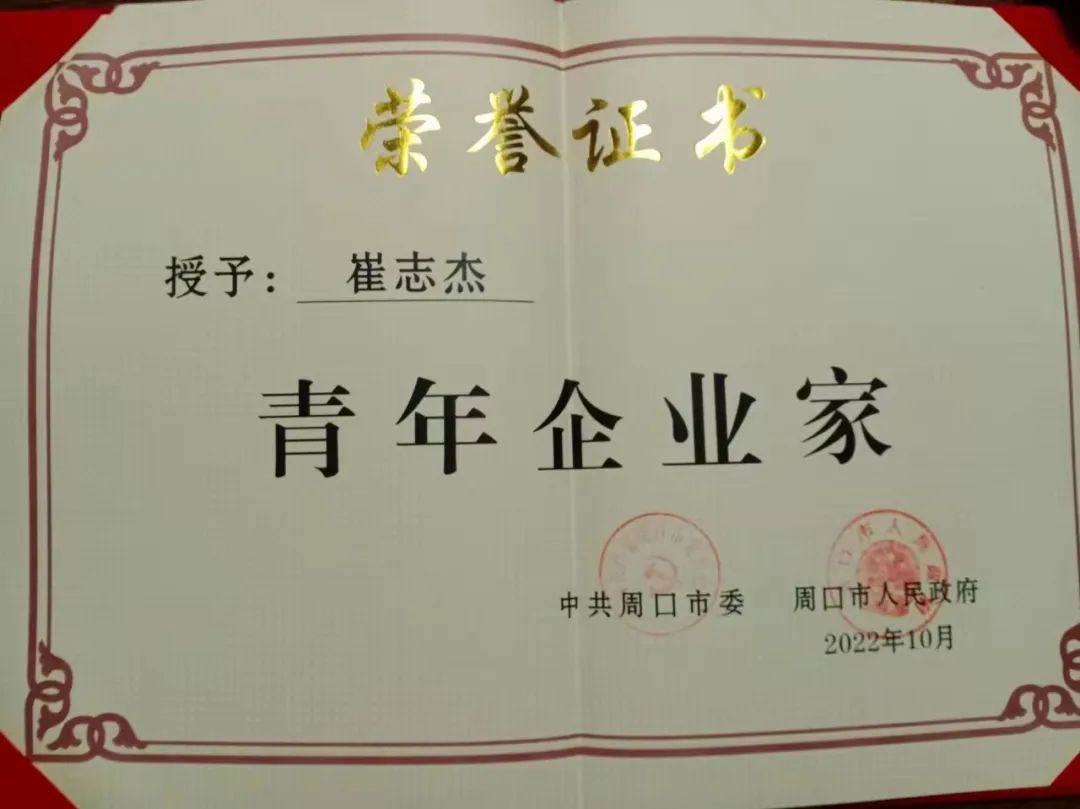 荣誉证书
授予：崔志杰
青年企业家
中共周口市委 周口市人民政府
2022年10月